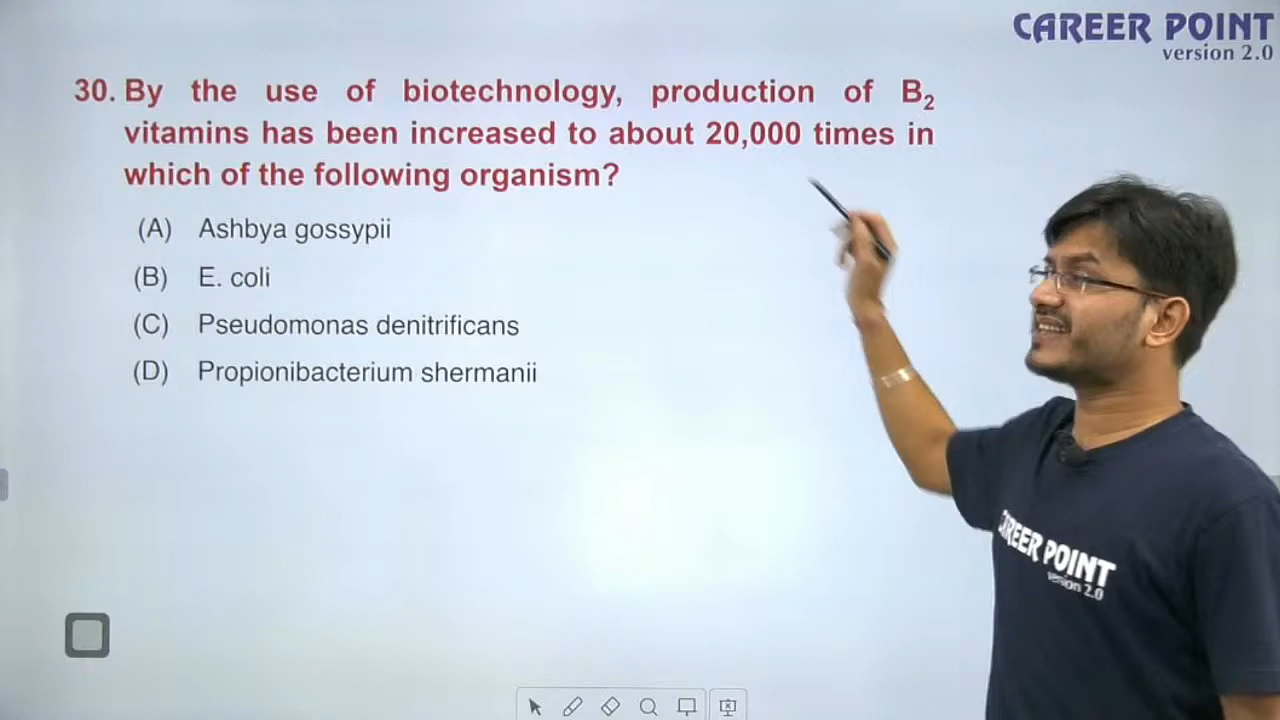 CAREER POINT
version 2.0
30. By the use of biotechnology, production of B2
vitamins has been increased to about 20,000 times in
which of the following organism?
(A) Ashbya gossypii
(B) E. coli
(C) Pseudomonas denitrificans
(D) Propionibacterium shermanii
CAREER POINT
version 2.0